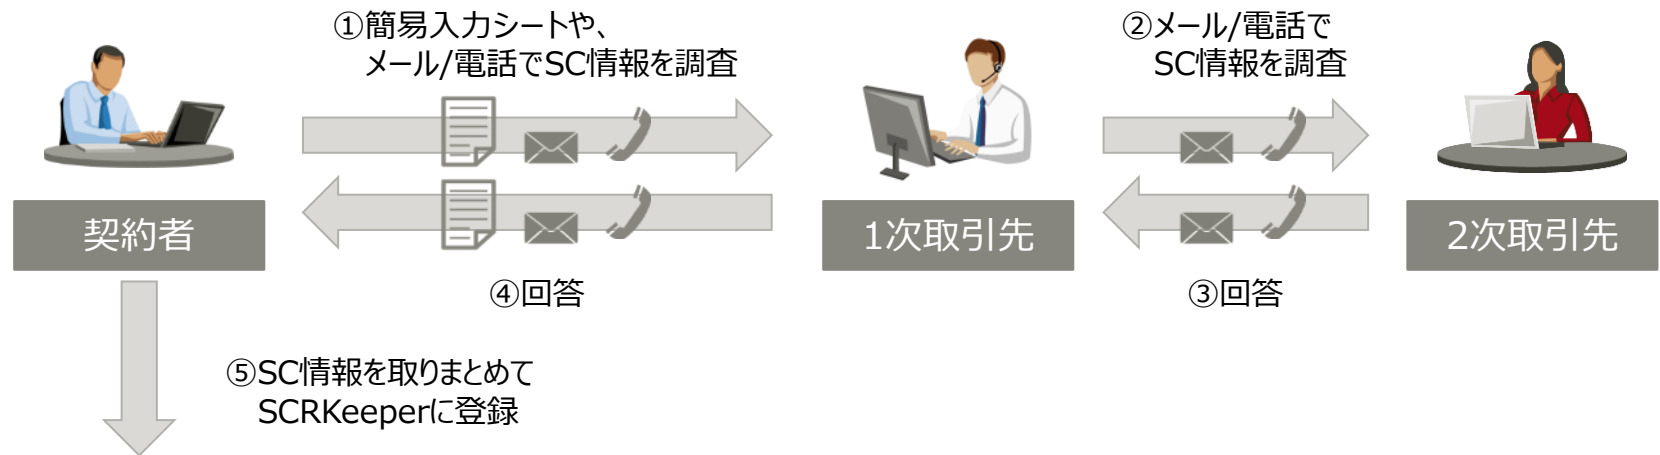 ①簡易入力シートや、
メール/電話でSC情報を調査
②メール/電話で
SC情報を調査
契約者
1次取引先
2次取引先
④回答
③回答
⑤SC情報を取りまとめて
SCRKeeperに登録